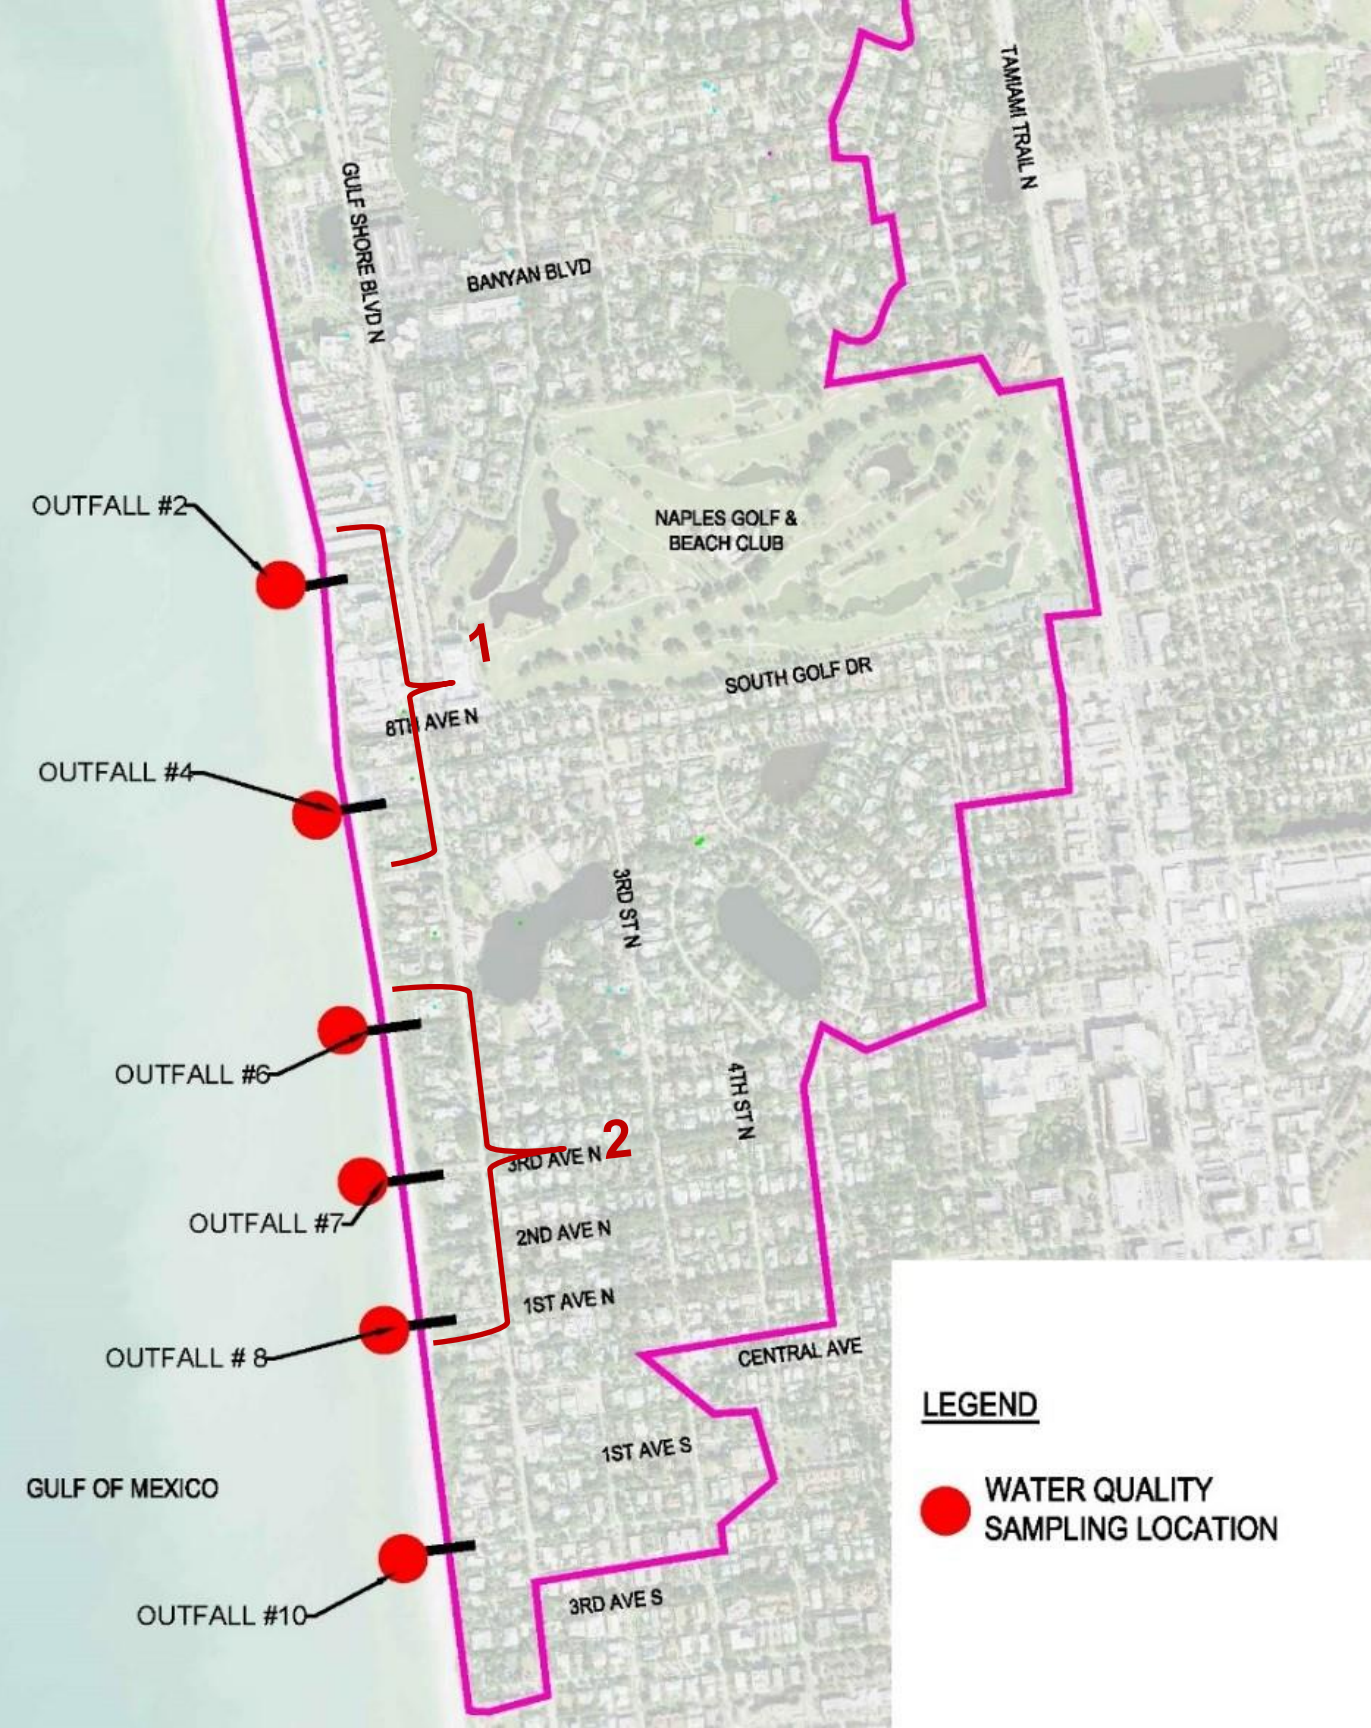 TAMIAMI TRAIL N
GULF SHORE BLVD N
BANYAN BLVD
OUTFALL #2
NAPLES GOLF &
BEACH CLUB
1
SOUTH GOLF DR
8TH AVE N
OUTFALL #4
3RD ST N
OUTFALL #6
4TH ST N
2
3RD AVE N
OUTFALL #7
2ND AVE N
1ST AVE N
OUTFALL # 8
CENTRAL AVE
LEGEND
1ST AVE S
GULF OF MEXICO
WATER QUALITY
SAMPLING LOCATION
3RD AVE S
OUTFALL #10